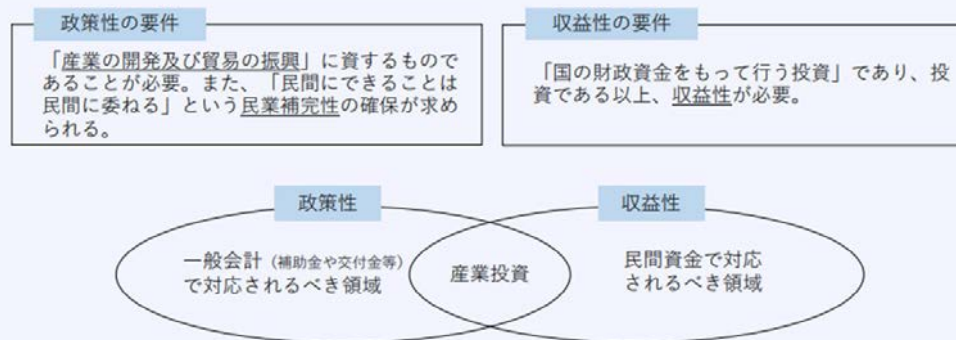 政策性の要件
「産業の開発及び貿易の振興」に資するもので
あることが必要。また、「民間にできることは
民間に委ねる」という民業補完性の確保が求め
られる。
収益性の要件
「国の財政資金をもって行う投資」であり、投
資である以上、収益性が必要。
政策性
収益性
一般会計（補助金や交付金等）
で対応されるべき領域
産業投資
民間資金で対応
されるべき領域